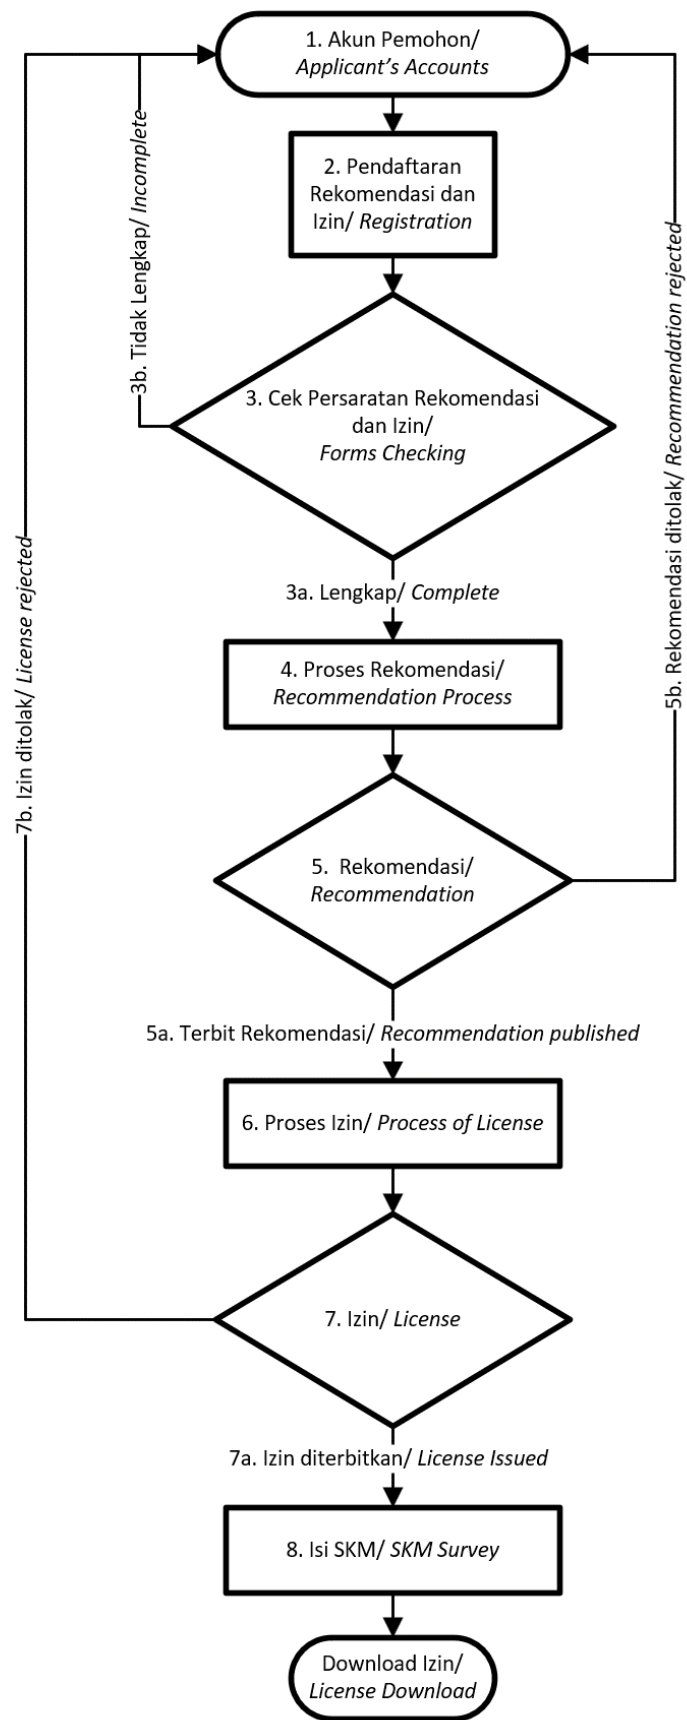 1. Akun Pemohon/
Applicant's Accounts
2. Pendaftaran
Rekomendasi dan
Izin/ Registration
3b. Tidak Lengkap/ Incomplete
3. Cek Persaratan Rekomendasi
dan Izin/
Forms Checking
5b. Rekomendasi ditolak/ Recommendation rejected
3a. Lengkap/ Complete
7b. Izin ditolak/ License rejected
4. Proses Rekomendasi/
Recommendation Process
5. Rekomendasi/
Recommendation
5a. Terbit Rekomendasi/ Recommendation published
6. Proses Izin/ Process of License
7. Izin/ License
7a. Izin diterbitkan/ License Issued
8. Isi SKM/ SKM Survey
Download Izin/
License Download